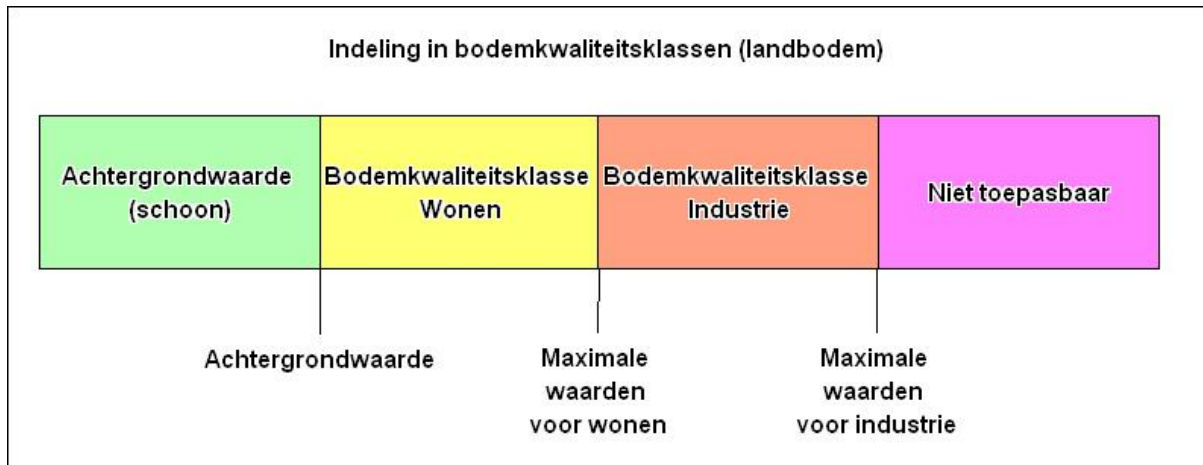 Indeling in bodemkwaliteitsklassen (landbodem)
Achtergrondwaarde
(schoon)
Bodemkwaliteitsklasse
Wonen
Bodemkwaliteitsklasse
Industrie
Niet toepasbaar
Achtergrondwaarde
Maximale
waarden
voor wonen
Maximale
waarden
voor industrie